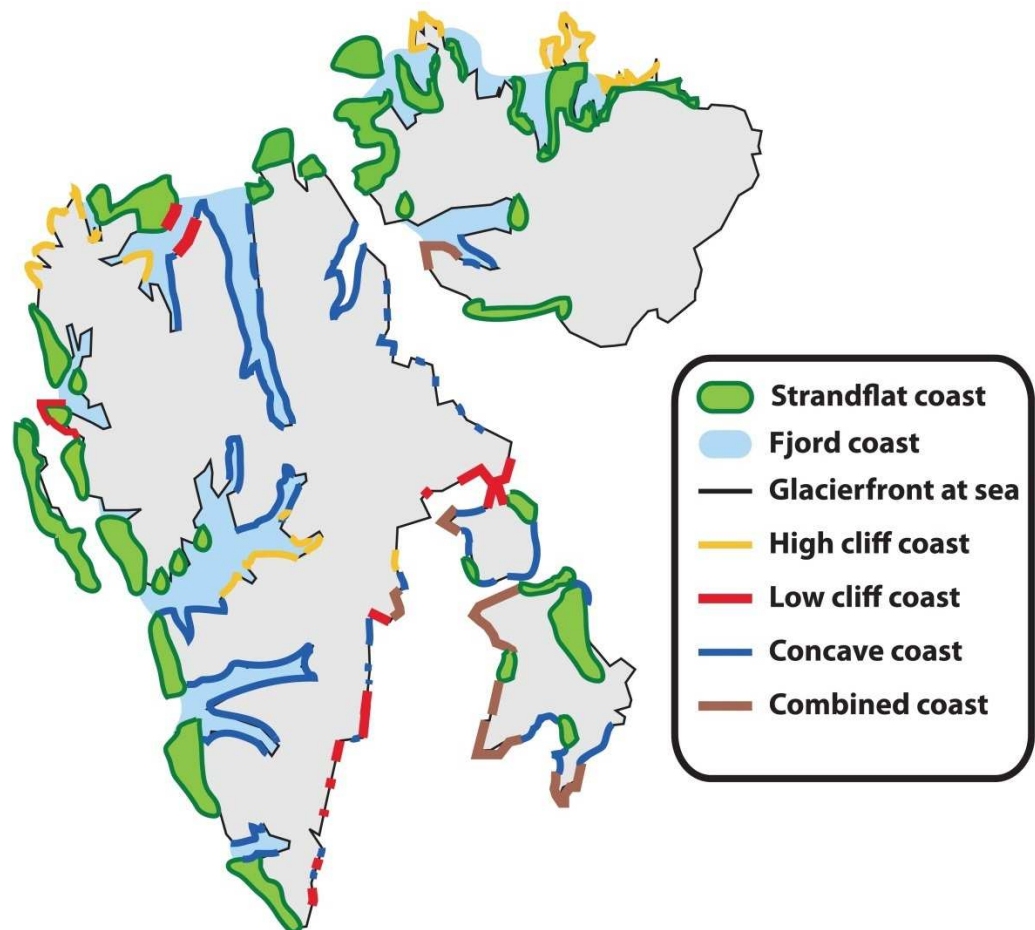 Strandflat coast
Fjord coast
Glacierfront at sea
High cliff coast
Low cliff coast
Concave coast
Combined coast